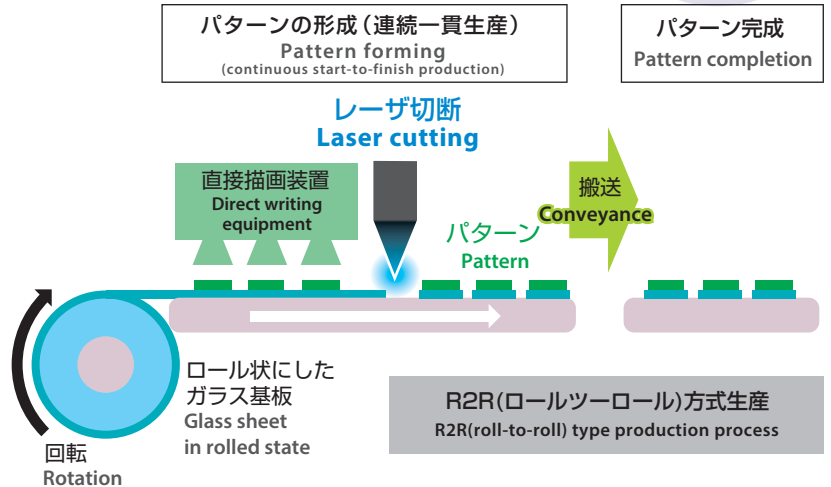 パターンの形成（連続一貫生産）
Pattern forming
(continuous start-to-finish production)
パターン完成
Pattern completion
レーザ切断
Laser cutting
直接描画装置
Direct writing
equipment
パターン
Pattern
搬送
Conveyance
ロール状にした
ガラス基板
Glass sheet
in rolled state
回転
Rotation
R2R(ロールツーロール)方式生産
R2R(roll-to-roll) type production process